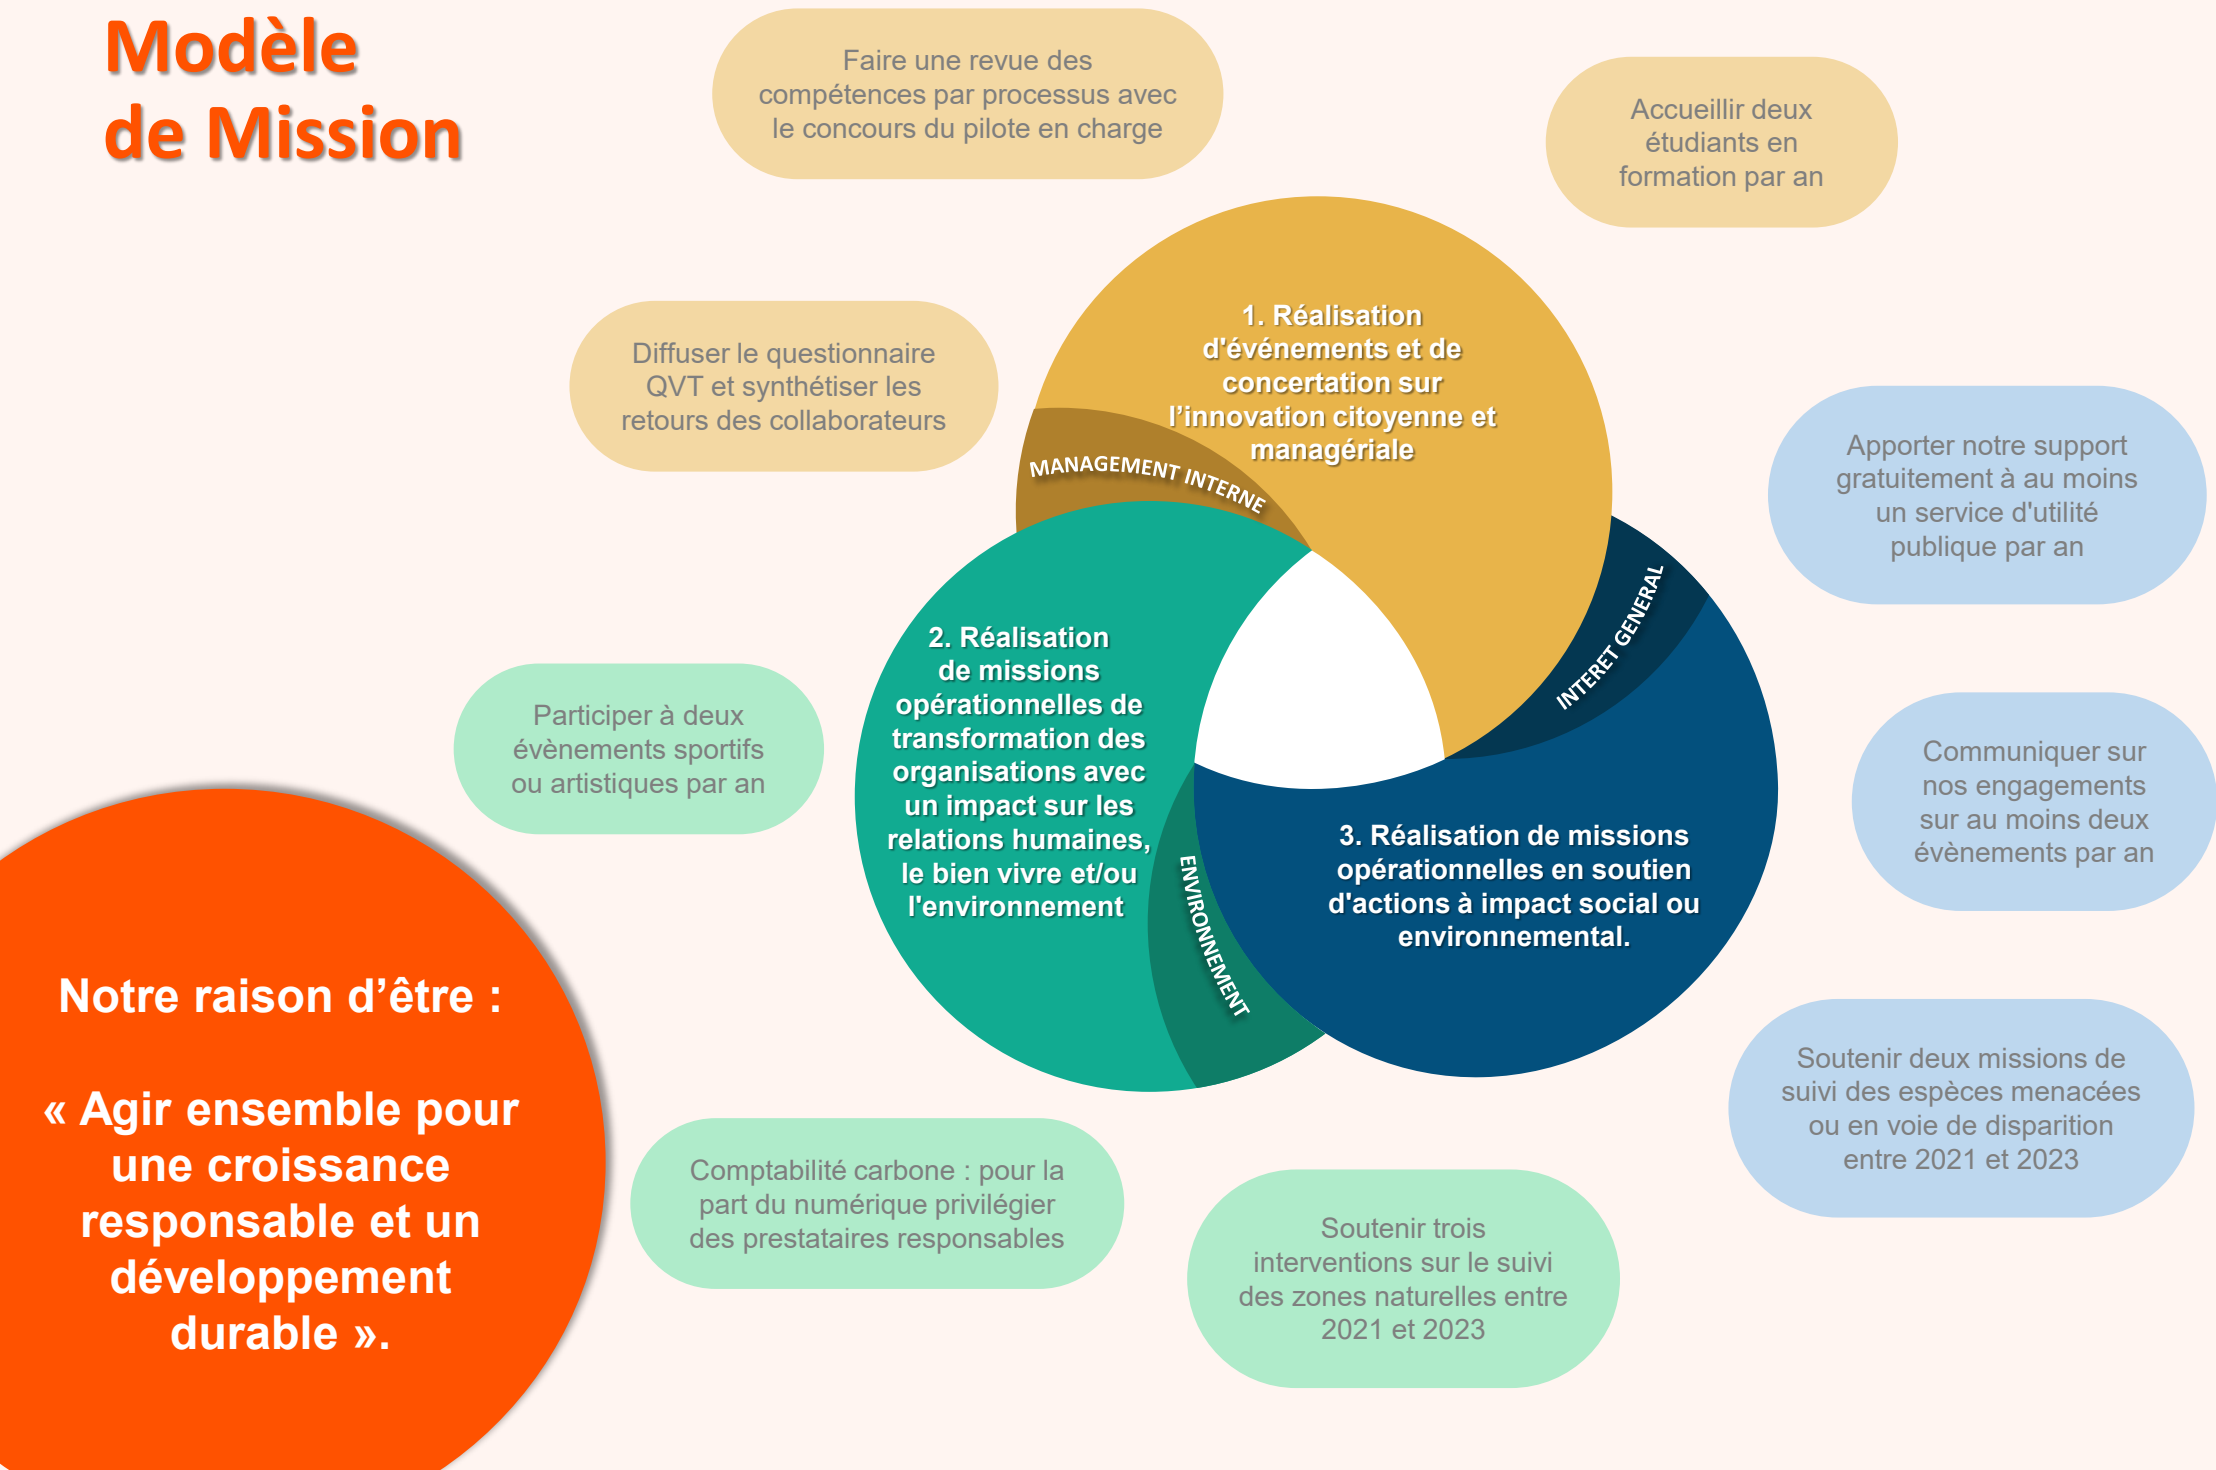 Modèle
de Mission
Faire une revue des
compétences par processus avec
le concours du pilote en charge
Accueillir deux
étudiants en
formation par an
Diffuser le questionnaire
QVT et synthétiser les
retours des collaborateurs
1. Réalisation
d'événements et de
concertation sur
l’innovation citoyenne et
managériale
MANAGEMENT INTERNE
Apporter notre support
gratuitement à au moins
un service d'utilité
publique par an
INTERET GENERAL
2. Réalisation
de missions
opérationnelles de
transformation des
organisations avec
un impact sur les
relations humaines,
le bien vivre et/ou
l'environnement
ENVIRONNEMENT
Participer à deux
évènements sportifs
ou artistiques par an
Communiquer sur
nos engagements
sur au moins deux
évènements par an
3. Réalisation de missions
opérationnelles en soutien
d'actions à impact social ou
environnemental.
Notre raison d’être :
« Agir ensemble pour
une croissance
responsable et un
développement
durable ».
Soutenir deux missions de
suivi des espèces menacées
ou en voie de disparition
entre 2021 et 2023
Comptabilité carbone : pour la
part du numérique privilégier
des prestataires responsables
Soutenir trois
interventions sur le suivi
des zones naturelles entre
2021 et 2023